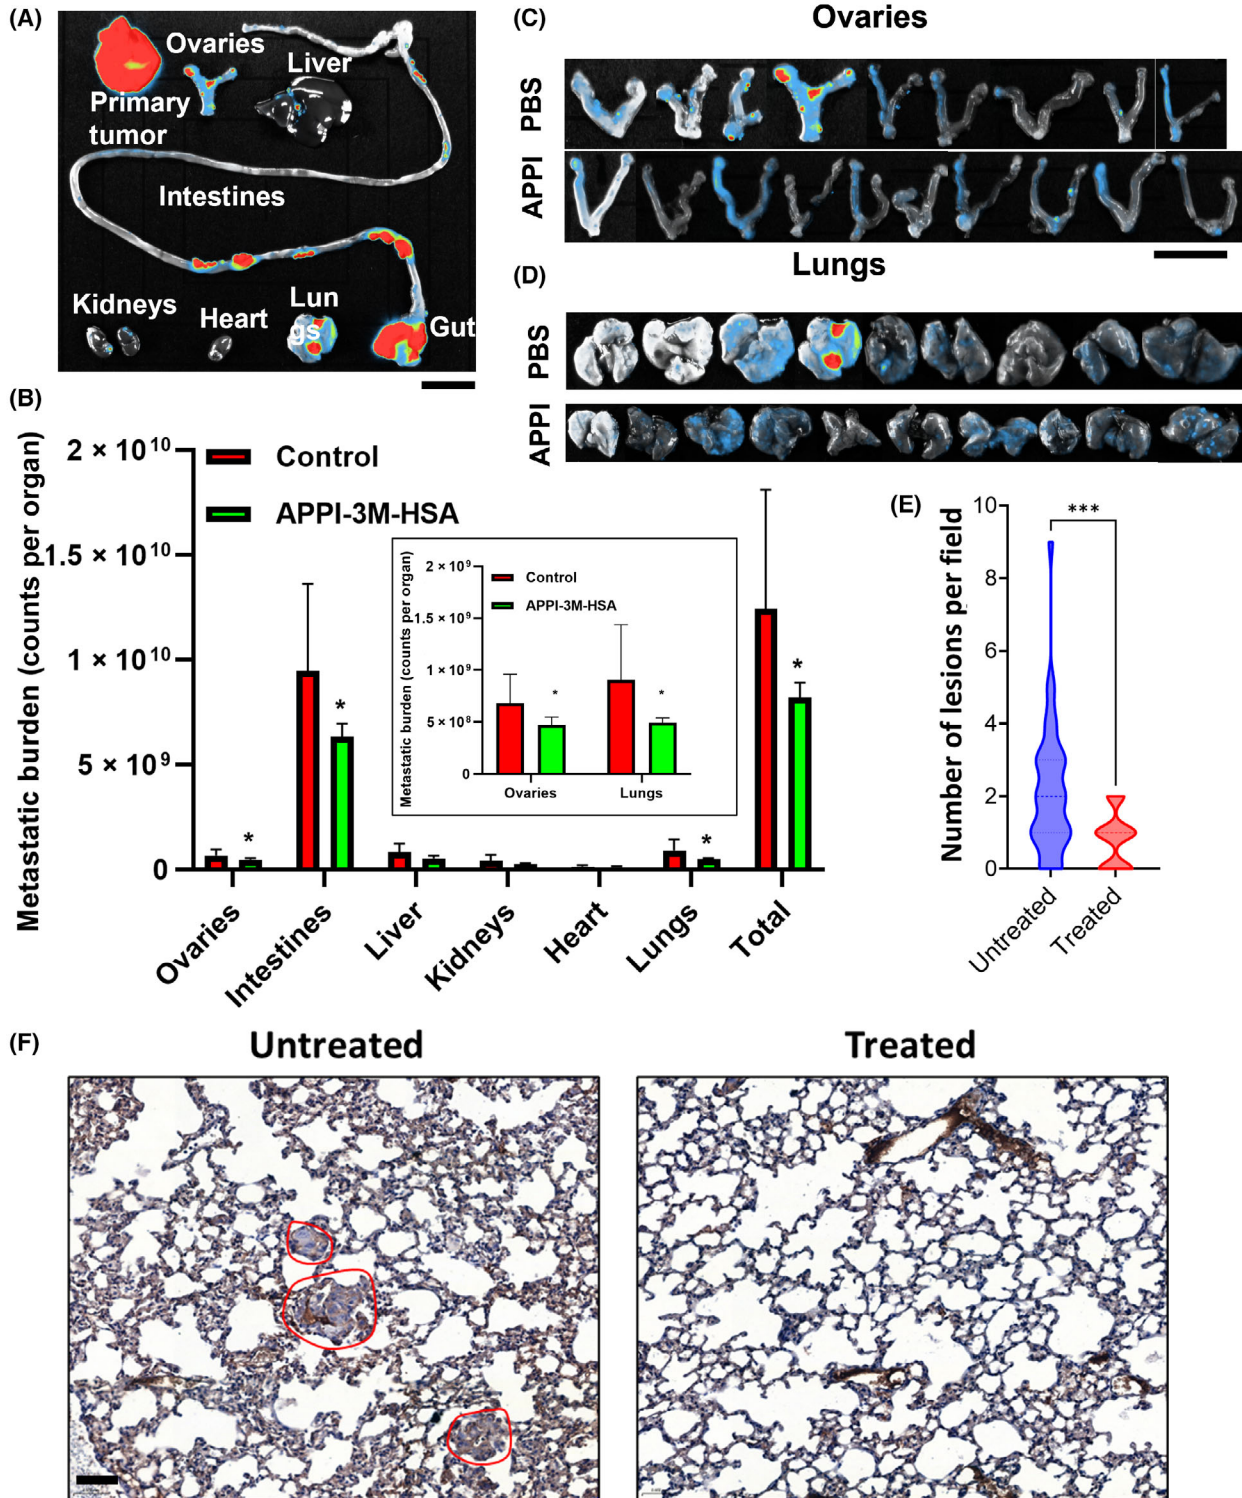 (A)
Ovaries
Liver
Primary
tumor
Intestines
Kidneys
Heart
Lun
gs
Gut
(C)
Ovaries
PBS
APPI
(D)
Lungs
PBS
APPI
(B)
Metastatic burden (counts per organ)
2 × 10¹⁰
1.5 × 10¹⁰
1 × 10¹⁰
5 × 10⁹
0
Control
APPI-3M-HSA
*
*
*
*
Ovaries
Intestines
Liver
Kidneys
Heart
Lungs
Total
Metastatic burden (counts per organ)
2 × 10⁹
1.5 × 10⁹
1 × 10⁹
5 × 10⁸
0
Control
APPI-3M-HSA
*
*
Ovaries
Lungs
(E)
Number of lesions per field
10
8
6
4
2
0
***
Untreated
Treated
(F)
Untreated
Treated